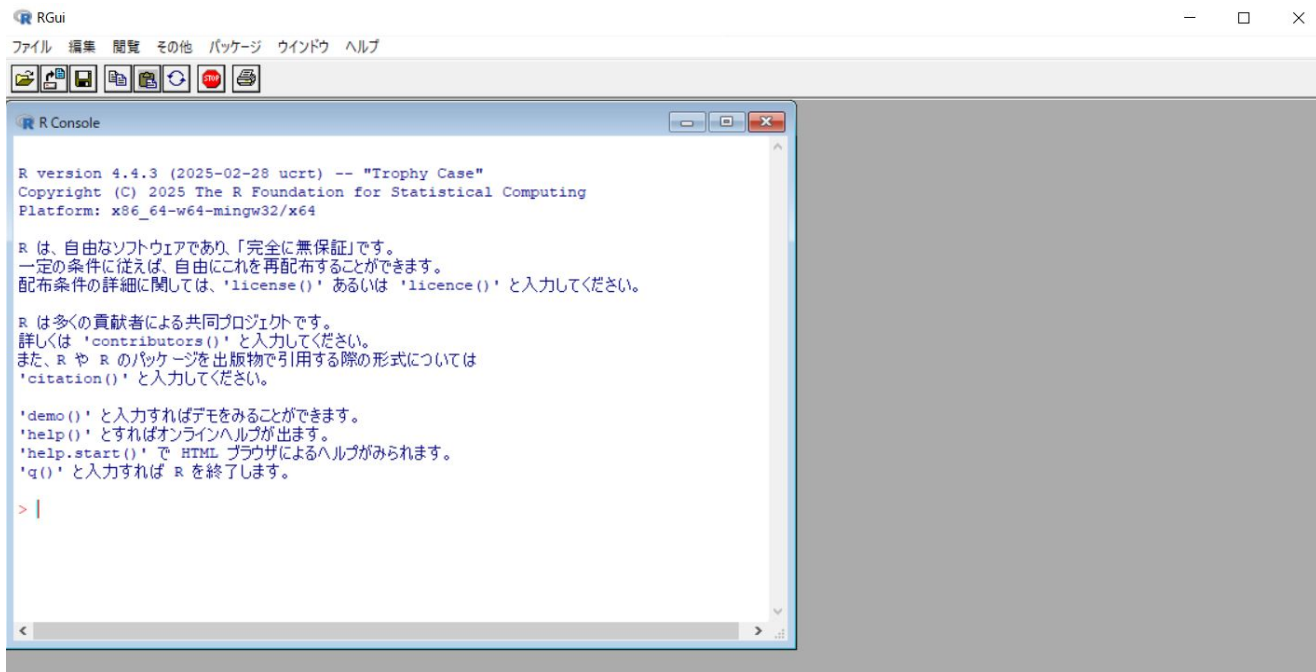 RGui
ファイル 編集 閲覧 その他 パッケージ ウインドウ ヘルプ
STOP
R Console
R version 4.4.3 (2025-02-28 ucrt) -- "Trophy Case"
Copyright (C) 2025 The R Foundation for Statistical Computing
Platform: x86_64-w64-mingw32/x64
R は、自由なソフトウェアであり、「完全に無保証」です。
一定の条件に従えば、自由にこれを再配布することができます。
配布条件の詳細に関しては、'license()' あるいは 'licence()' と入力してください。
R は多くの貢献者による共同プロジェクトです。
詳しくは 'contributors()' と入力してください。
また、R や R のパッケージを出版物で引用する際の形式については
'citation()' と入力してください。
'demo()' と入力すればデモをみることができます。
'help()' とすればオンラインヘルプが出ます。
'help.start()' で HTML ブラウザによるヘルプがみられます。
'q()' と入力すれば R を終了します。
>